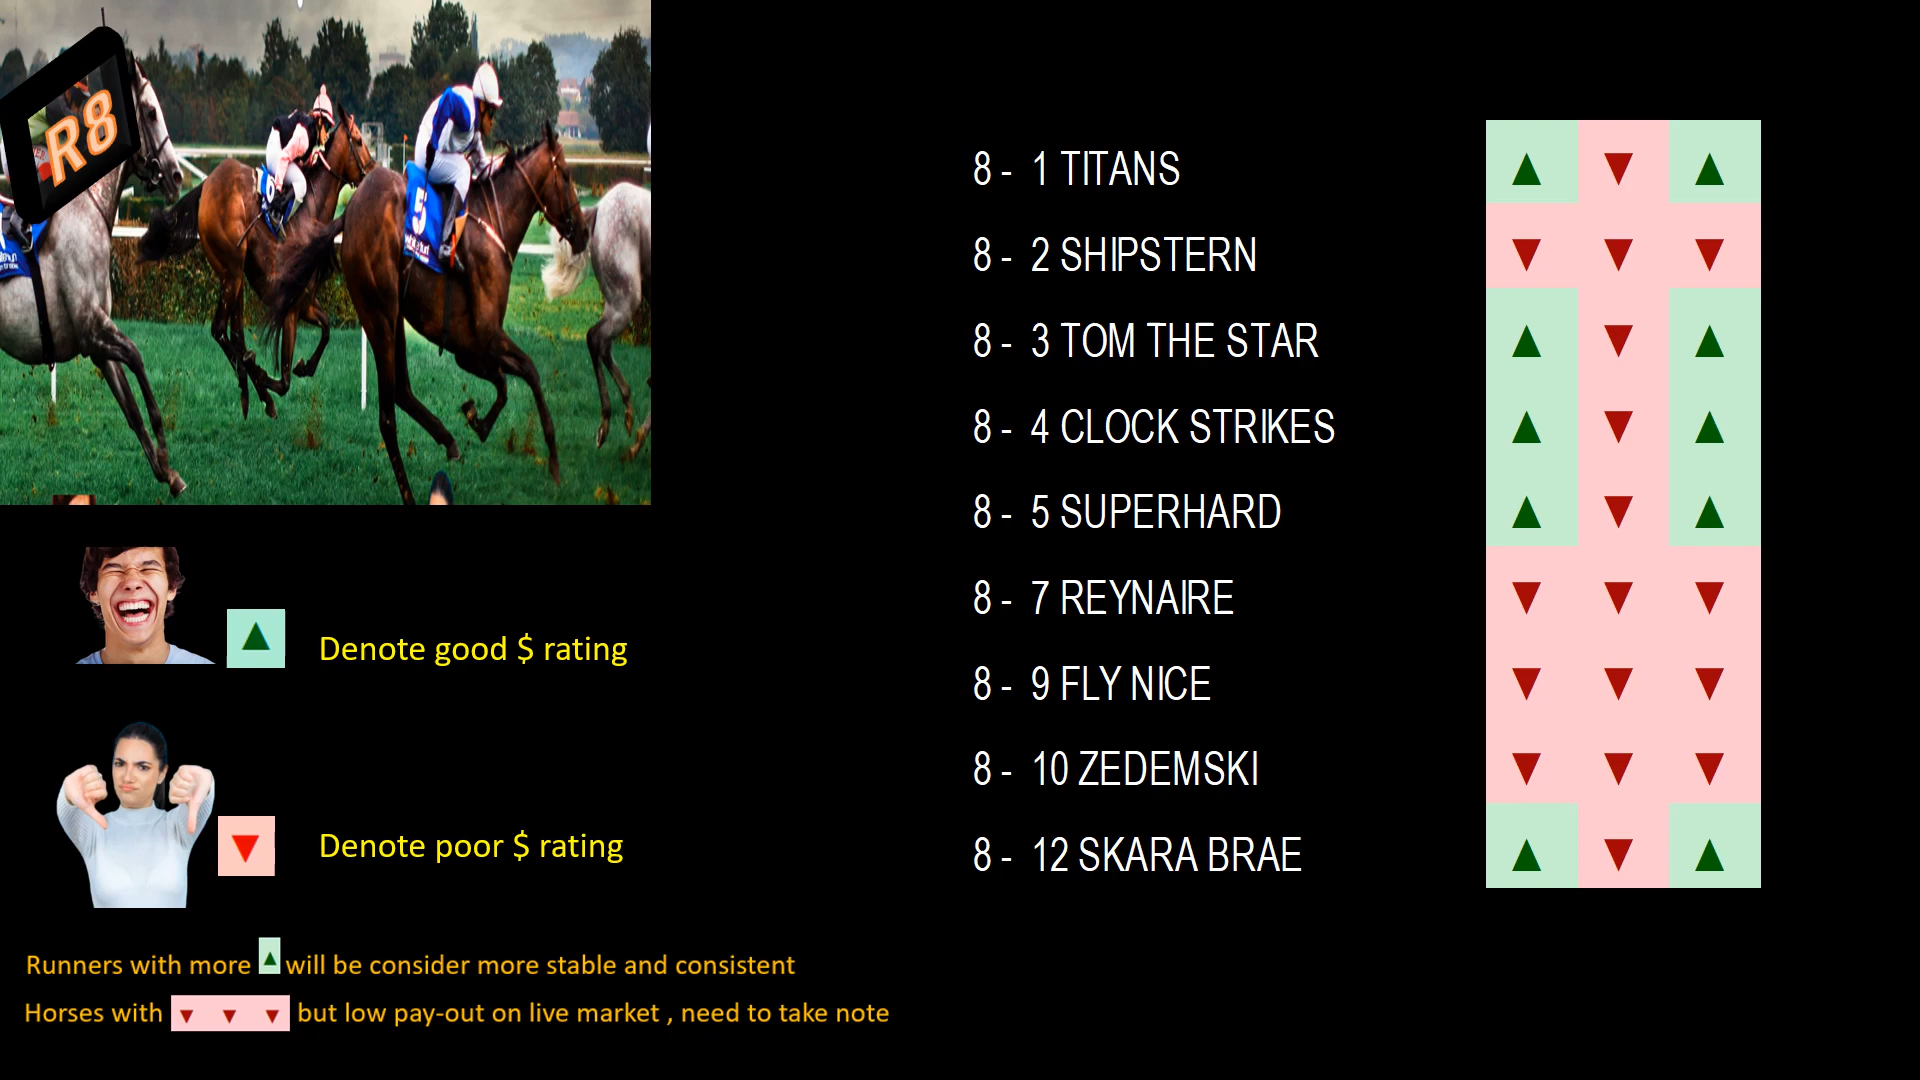 R8
6
5
8 - 1 TITANS
8 - 2 SHIPSTERN
8 - 3 TOM THE STAR
8 - 4 CLOCK STRIKES
8 - 5 SUPERHARD
8 - 7 REYNAIRE
8 - 9 FLY NICE
8 - 10 ZEDEMSKI
8 - 12 SKARA BRAE
Denote good $ rating
Denote poor $ rating
Runners with more ▲ will be consider more stable and consistent
Horses with ▼ ▼ ▼ but low pay-out on live market , need to take note